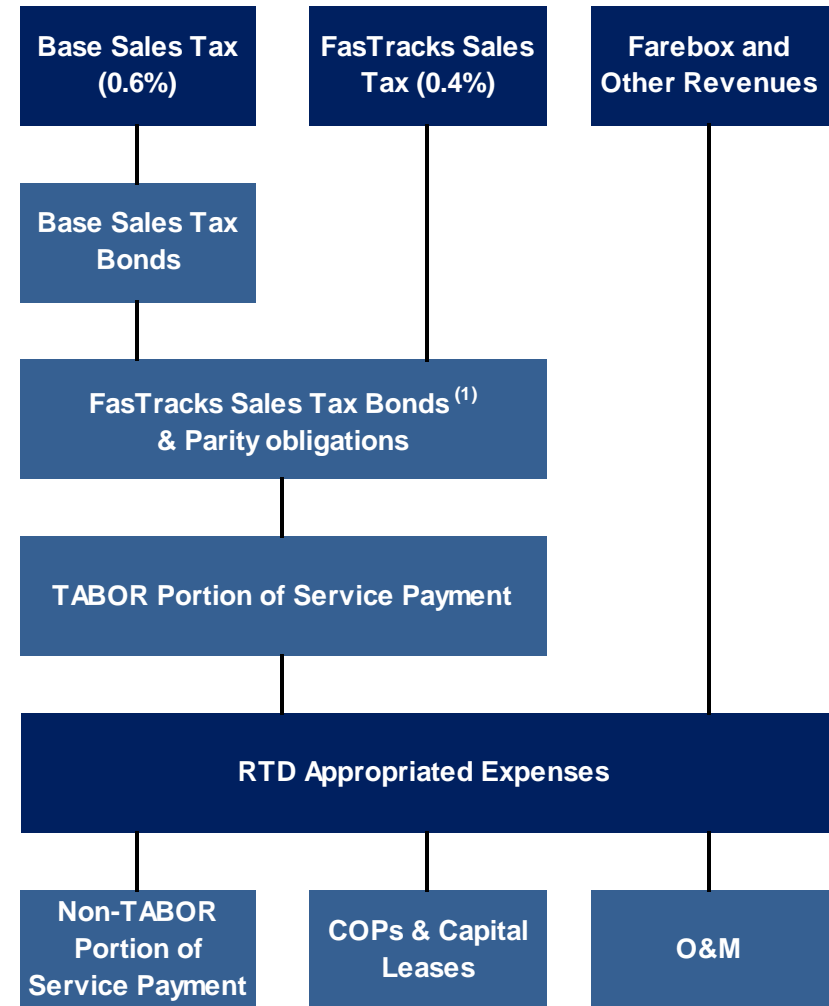 Base Sales Tax
(0.6%)
FasTracks Sales
Tax (0.4%)
Farebox and
Other Revenues
Base Sales Tax
Bonds
FasTracks Sales Tax Bonds (1)
& Parity obligations
TABOR Portion of Service Payment
RTD Appropriated Expenses
Non-TABOR
Portion of
Service Payment
COPs & Capital
Leases
O&M